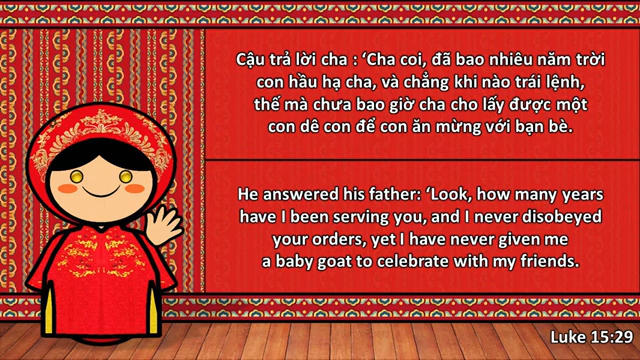 Cậu trả lời cha : ‘Cha coi, đã bao nhiêu năm trời
con hầu hạ cha, và chẳng khi nào trái lệnh,
thế mà chưa bao giờ cha cho lấy được một
con dê con để con ăn mừng với bạn bè.
He answered his father: ‘Look, how many years
have I been serving you, and I never disobeyed
your orders, yet I have never given me
a baby goat to celebrate with my friends.
Luke 15:29